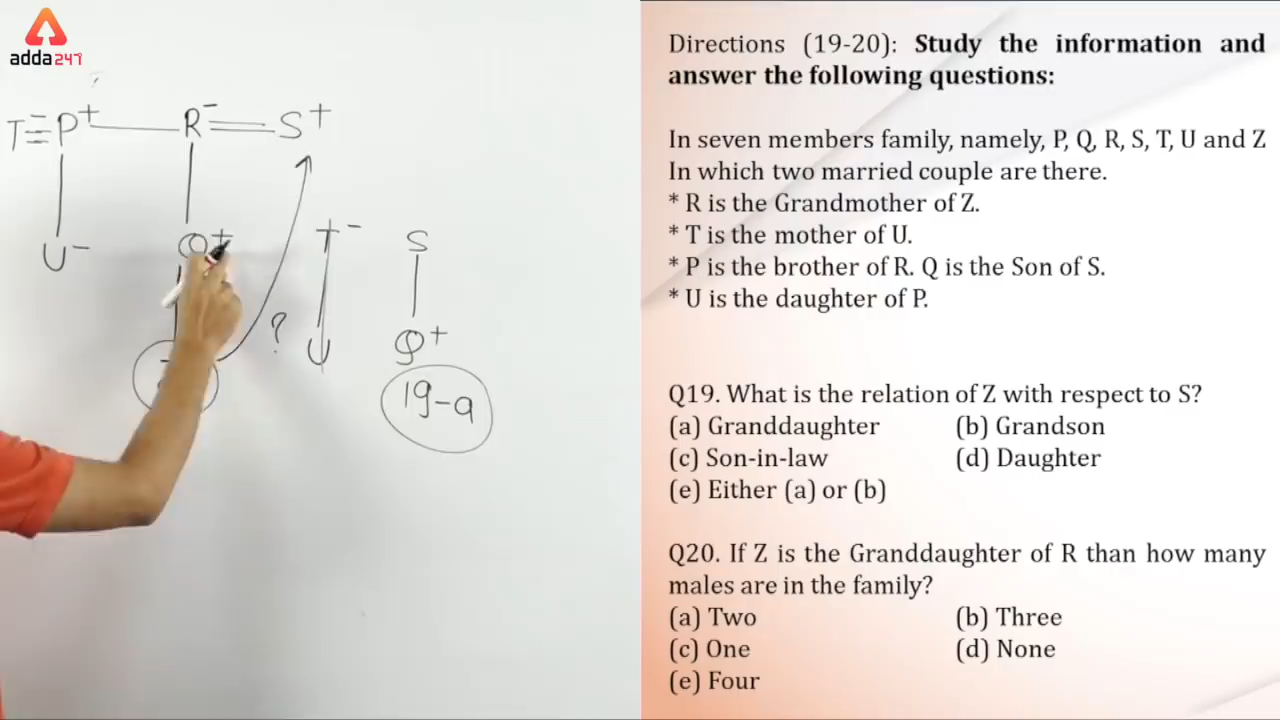 adda247
T≡P+ — R- = S+
U-
Q+
T-
S
?
U
Q+
19-a
Directions (19-20): Study the information and
answer the following questions:
In seven members family, namely, P, Q, R, S, T, U and Z
In which two married couple are there.
* R is the Grandmother of Z.
* T is the mother of U.
* P is the brother of R. Q is the Son of S.
* U is the daughter of P.
Q19. What is the relation of Z with respect to S?
(a) Granddaughter (b) Grandson
(c) Son-in-law (d) Daughter
(e) Either (a) or (b)
Q20. If Z is the Granddaughter of R than how many
males are in the family?
(a) Two (b) Three
(c) One (d) None
(e) Four